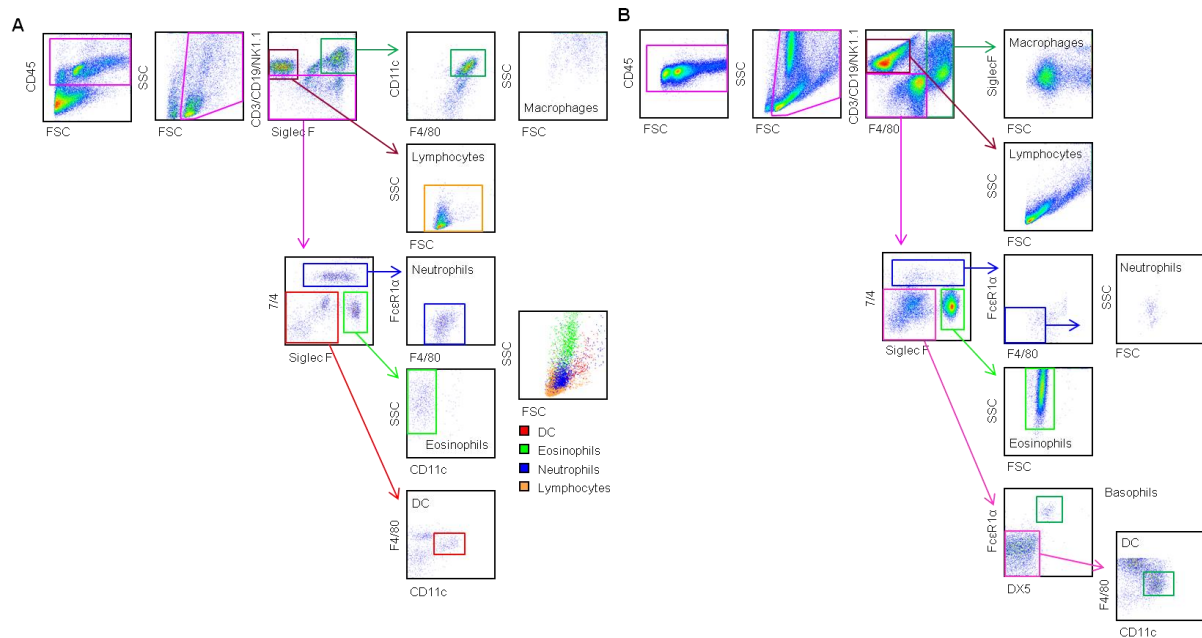 A
CD45
FSC
SSC
FSC
CD3/CD19/NK1.1
Siglec F
CD11c
F4/80
SSC
Macrophages
FSC
Lymphocytes
SSC
FSC
7/4
Siglec F
Neutrophils
FcεR1α
F4/80
SSC
Eosinophils
CD11c
SSC
FSC
DC
Eosinophils
Neutrophils
Lymphocytes
DC
F4/80
CD11c
B
CD45
FSC
SSC
FSC
CD3/CD19/NK1.1
F4/80
Macrophages
SiglecF
FSC
Lymphocytes
SSC
FSC
7/4
Siglec F
FcεR1α
F4/80
Neutrophils
SSC
FSC
SSC
Eosinophils
FSC
Basophils
FcεR1α
DX5
DC
F4/80
CD11c